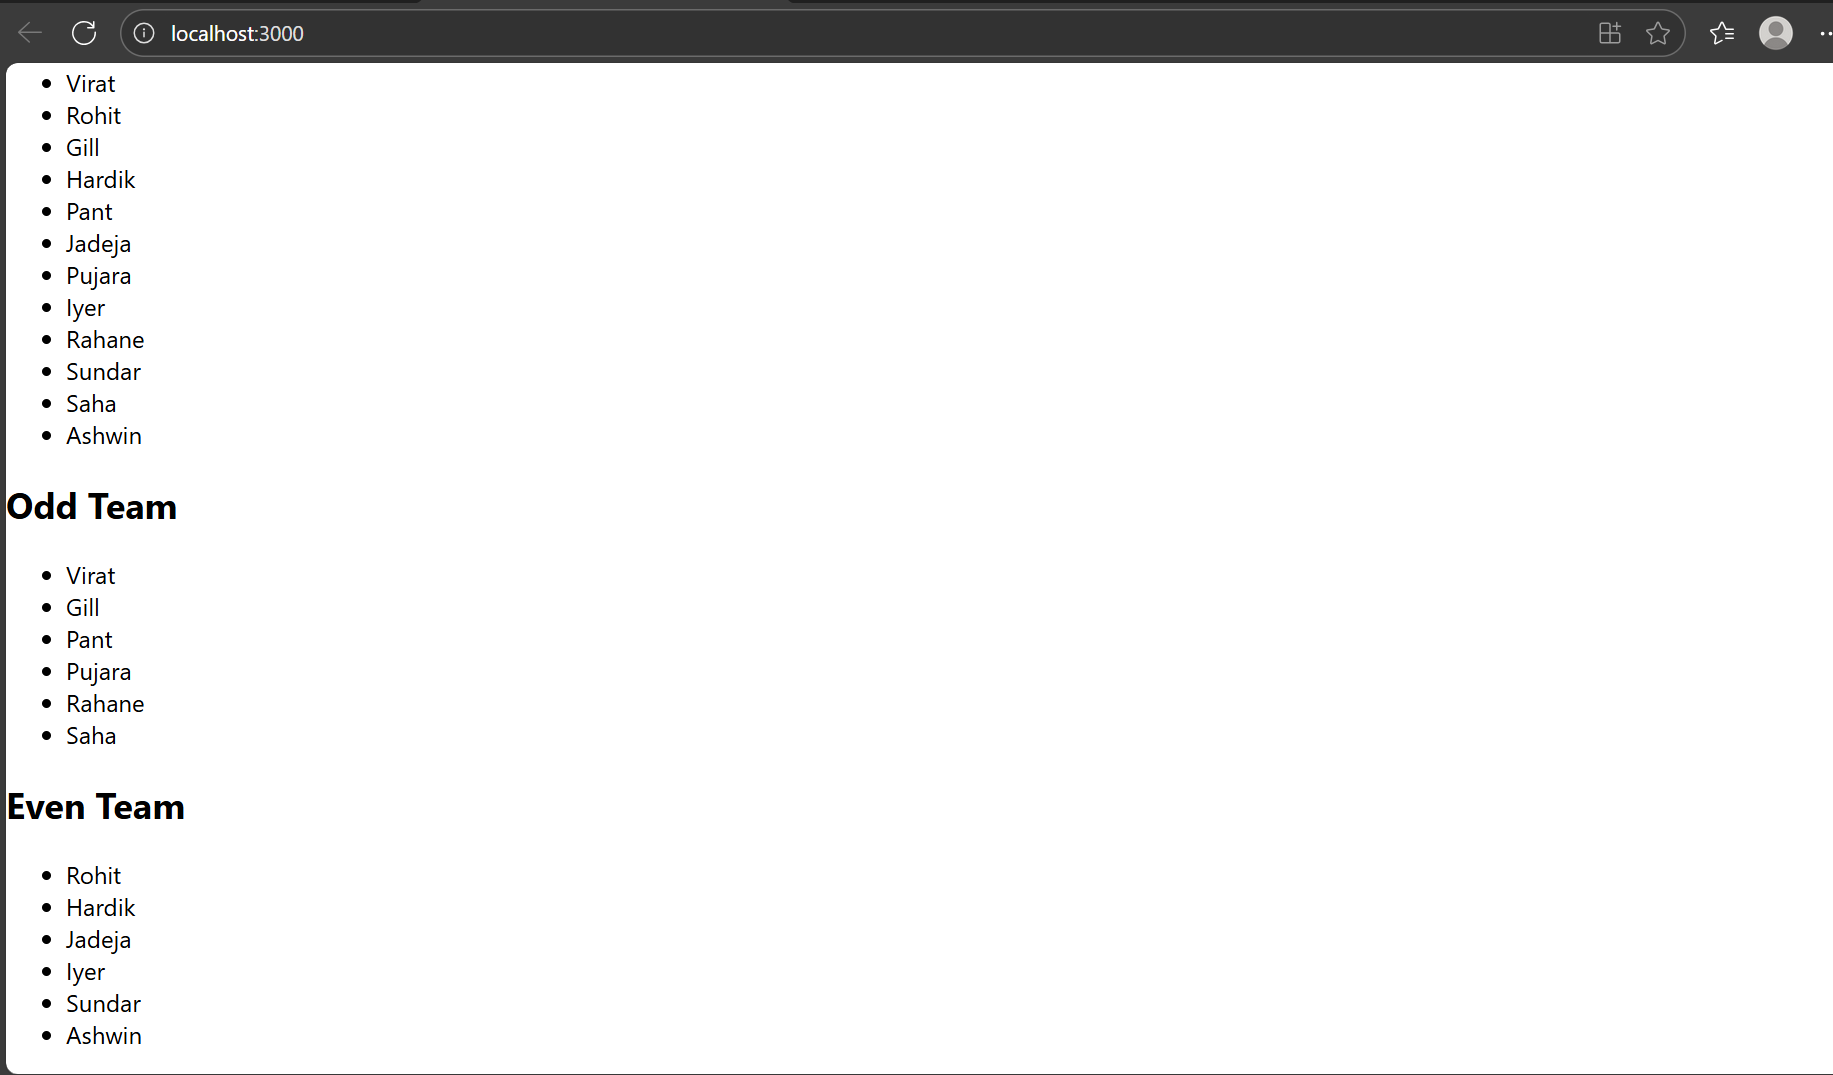 localhost:3000
Virat
Rohit
Gill
Hardik
Pant
Jadeja
Pujara
Iyer
Rahane
Sundar
Saha
Ashwin
Odd Team
Virat
Gill
Pant
Pujara
Rahane
Saha
Even Team
Rohit
Hardik
Jadeja
Iyer
Sundar
Ashwin